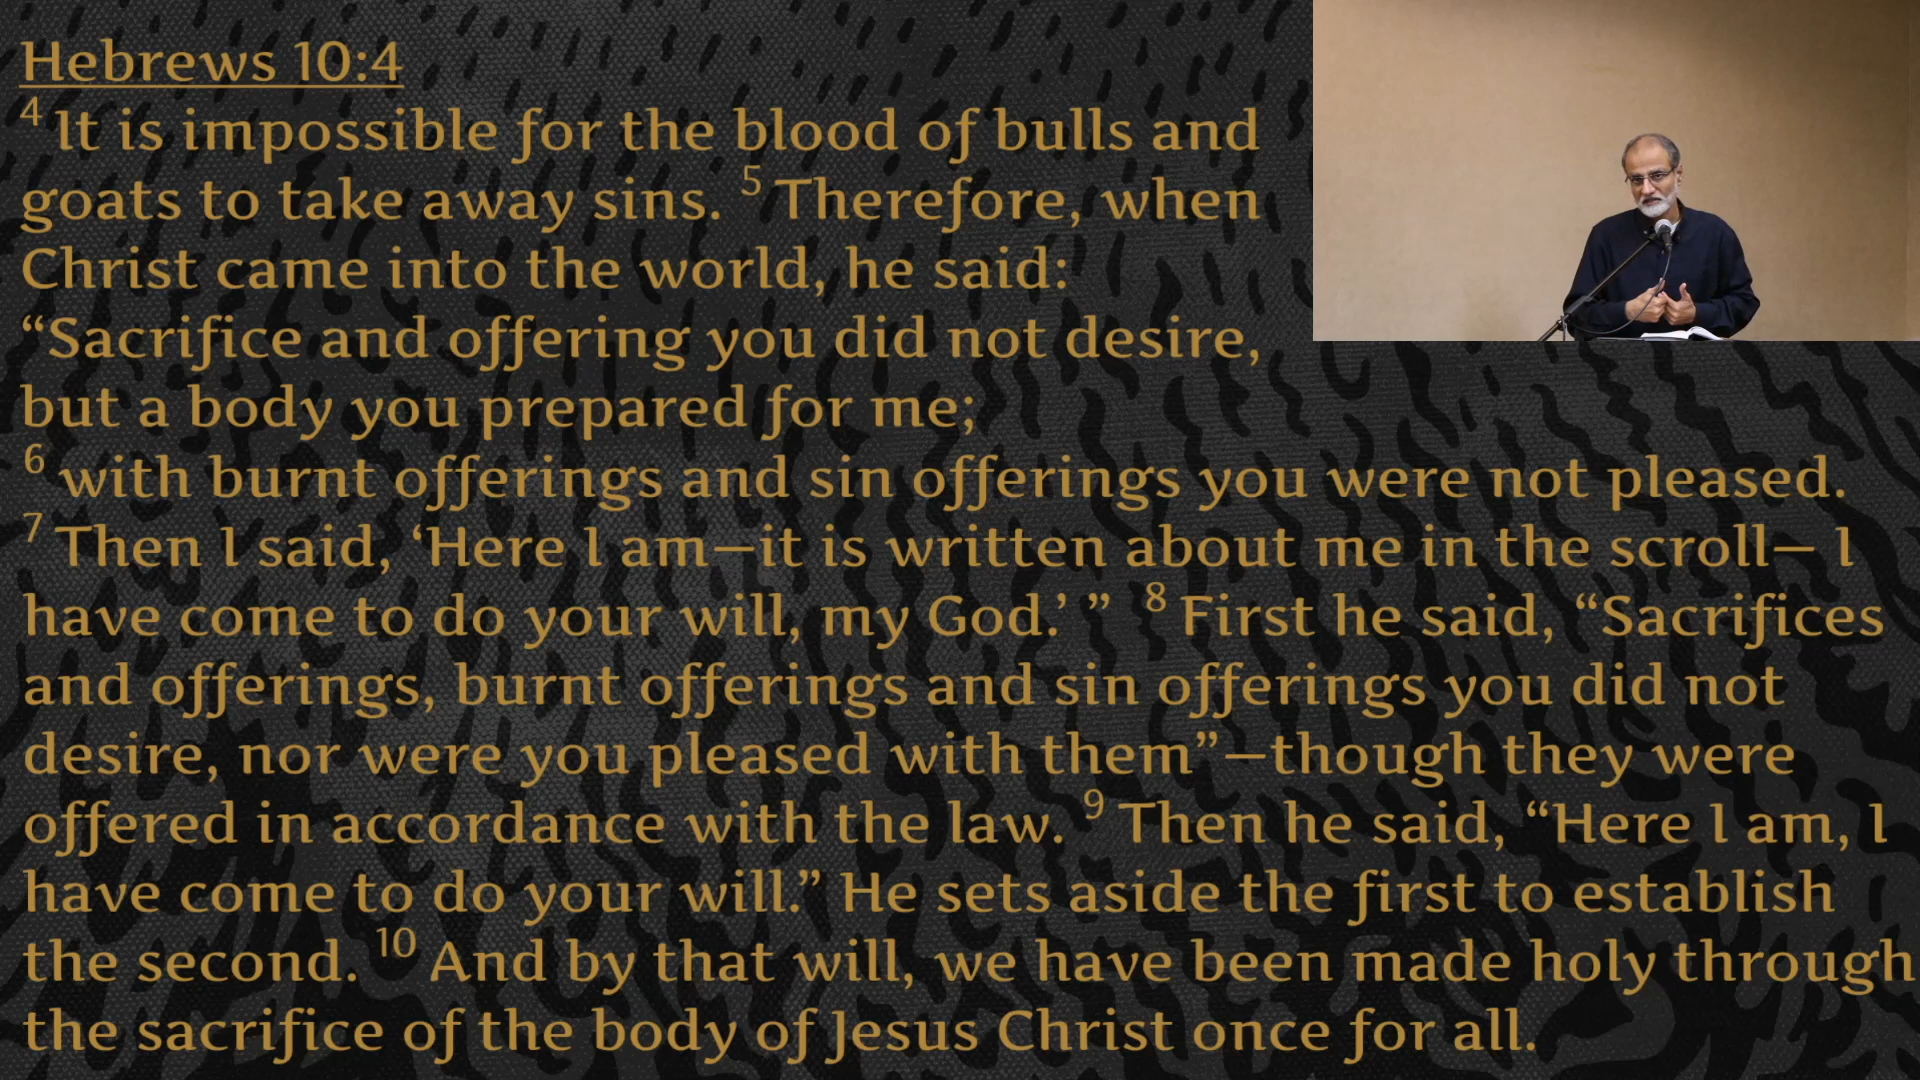 Hebrews 10:4
4 It is impossible for the blood of bulls and
goats to take away sins. 5 Therefore, when
Christ came into the world, he said:
“Sacrifice and offering you did not desire,
but a body you prepared for me;
6 with burnt offerings and sin offerings you were not pleased.
7 Then I said, ‘Here I am—it is written about me in the scroll— I
have come to do your will, my God.’ ” 8 First he said, “Sacrifices
and offerings, burnt offerings and sin offerings you did not
desire, nor were you pleased with them”—though they were
offered in accordance with the law. 9 Then he said, “Here I am, I
have come to do your will.” He sets aside the first to establish
the second. 10 And by that will, we have been made holy through
the sacrifice of the body of Jesus Christ once for all.